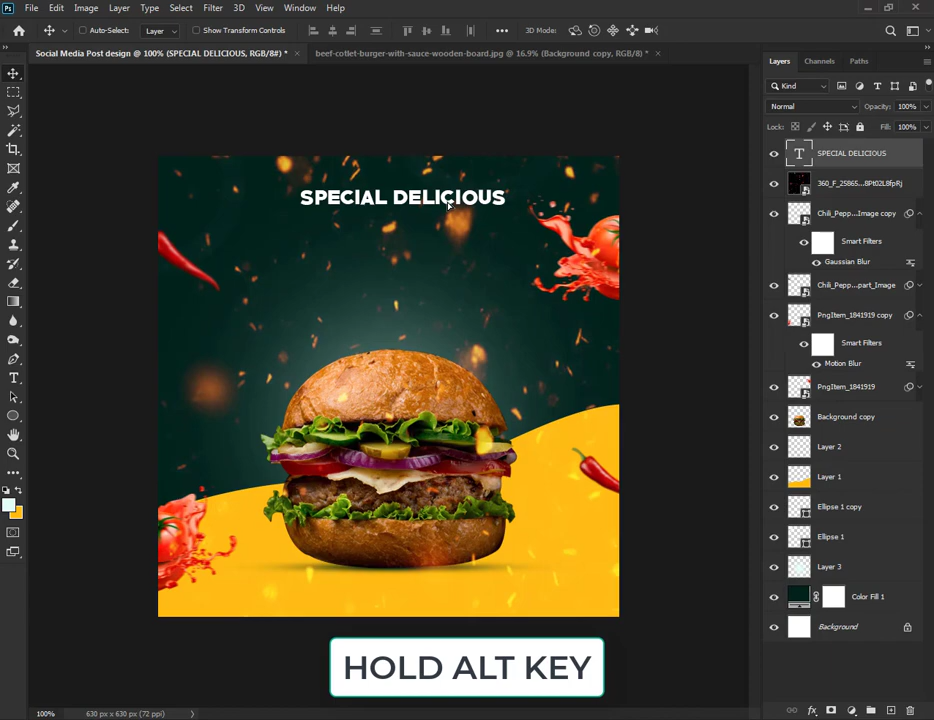 File Edit Image Layer Type Select Filter 3D View Window Help
Auto-Select: Layer Show Transform Controls 3D Mode:
Social Media Post design @ 100% (SPECIAL DELICIOUS, RGB/8#) * ×
beef-cotlet-burger-with-sauce-wooden-board.jpg @ 16.9% (Background copy, RGB/8) * ×
Layers Channels Paths
Kind
Normal Opacity: 100%
Lock: Fill: 100%
SPECIAL DELICIOUS
360_F_25865...8Pt02L8fpRj
Chili_Pepp...Image copy
Smart Filters
Gaussian Blur
Chili_Pepp...part_Image
PngItem_1841919 copy
Smart Filters
Motion Blur
PngItem_1841919
Background copy
Layer 2
Layer 1
Ellipse 1 copy
Ellipse 1
Layer 3
Color Fill 1
Background
SPECIAL DELICIOUS
HOLD ALT KEY
100% 630 px x 630 px (72 ppi)